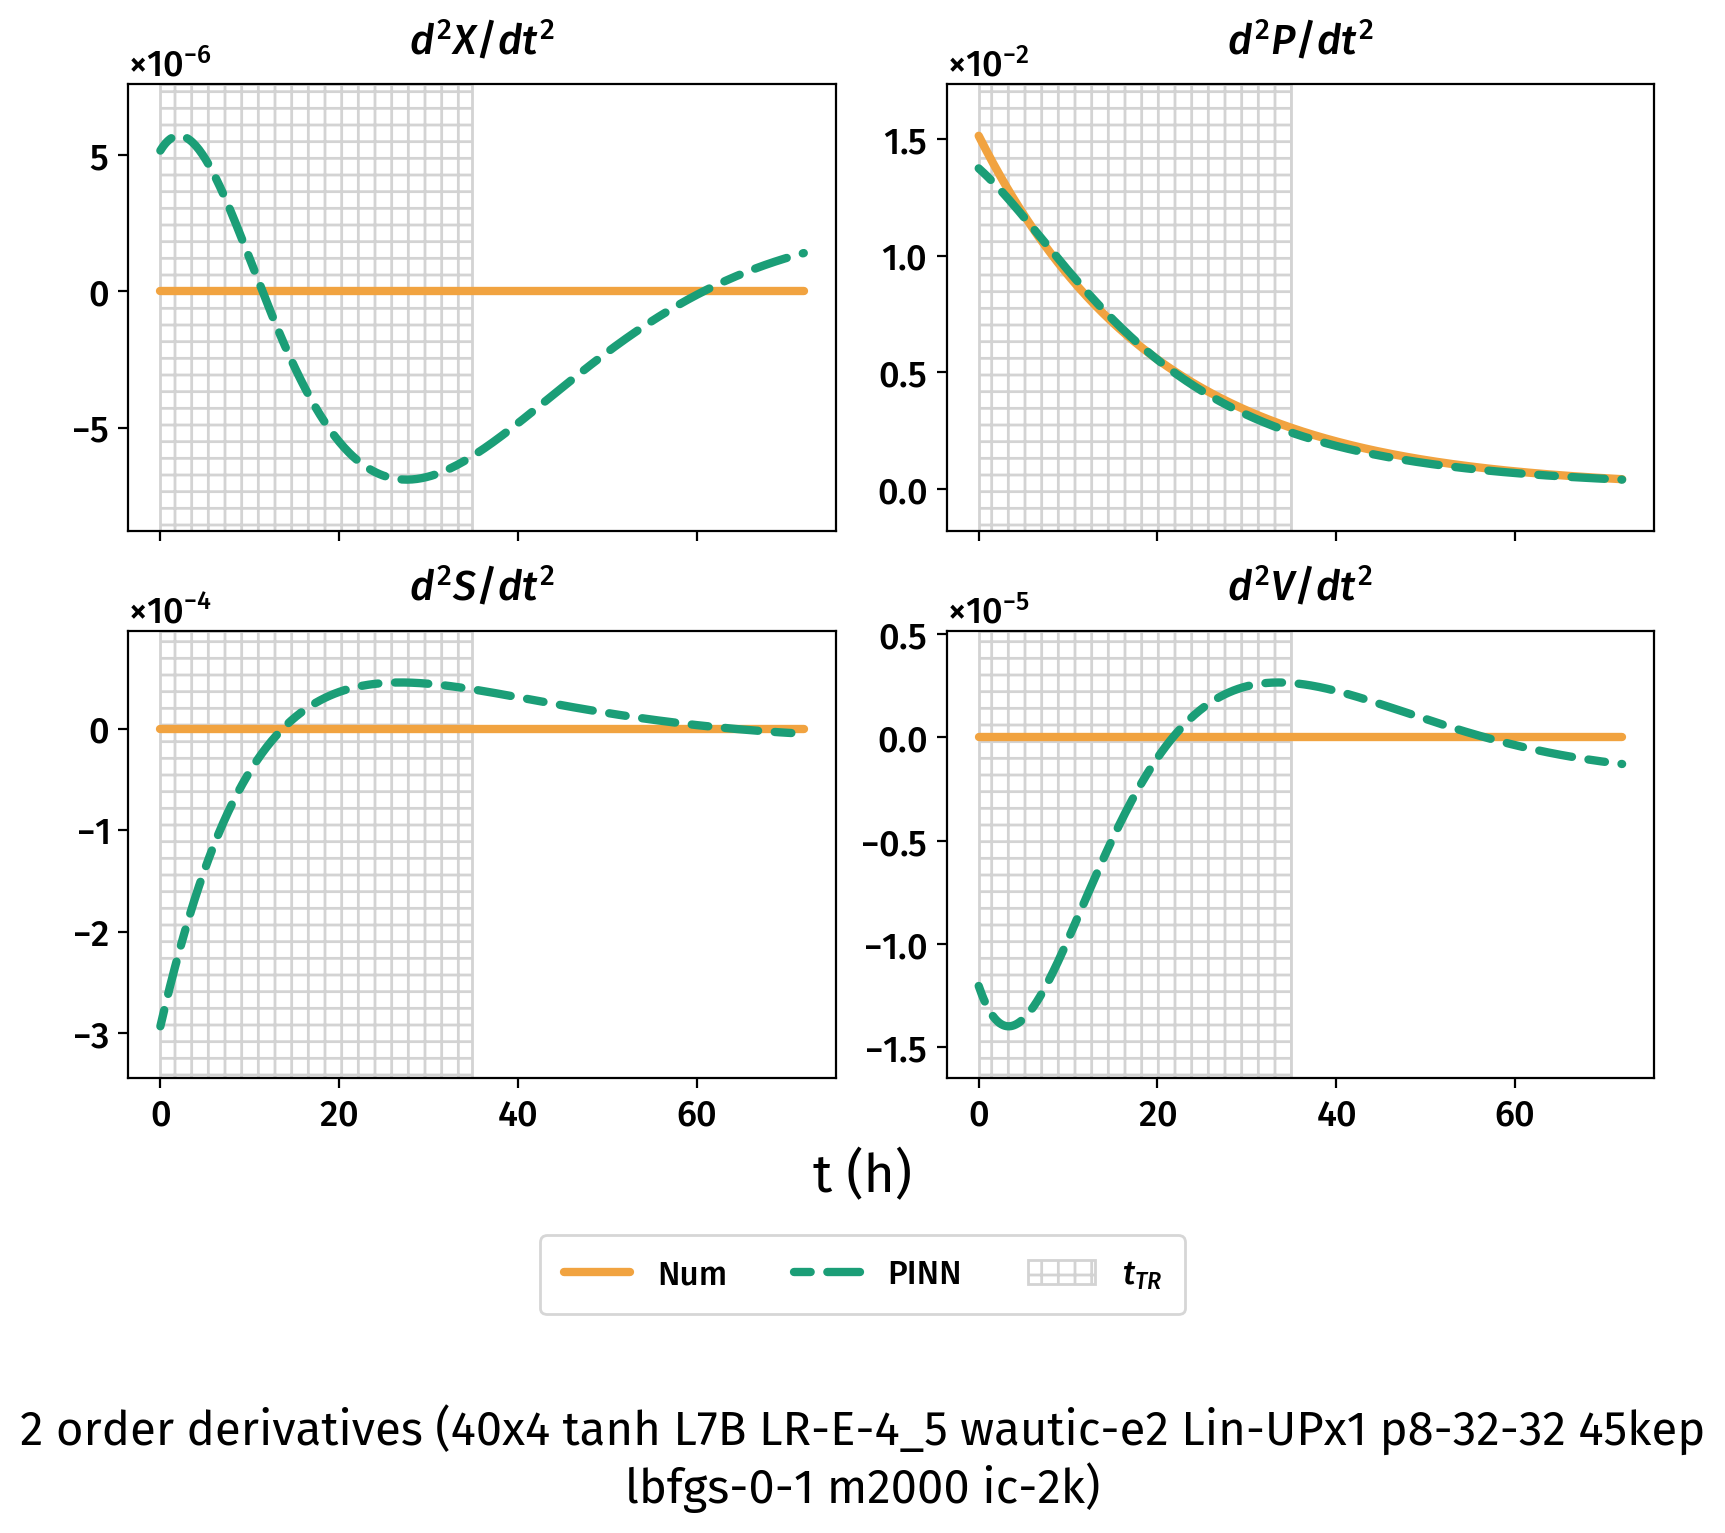 d²X/dt²
×10⁻⁶
5
0
−5
d²P/dt²
×10⁻²
1.5
1.0
0.5
0.0
d²S/dt²
×10⁻⁴
0
−1
−2
−3
0 20 40 60
d²V/dt²
×10⁻⁵
0.5
0.0
−0.5
−1.0
−1.5
0 20 40 60
t (h)
Num PINN t_TR
2 order derivatives (40x4 tanh L7B LR-E-4_5 wautic-e2 Lin-UPx1 p8-32-32 45kep
lbfgs-0-1 m2000 ic-2k)